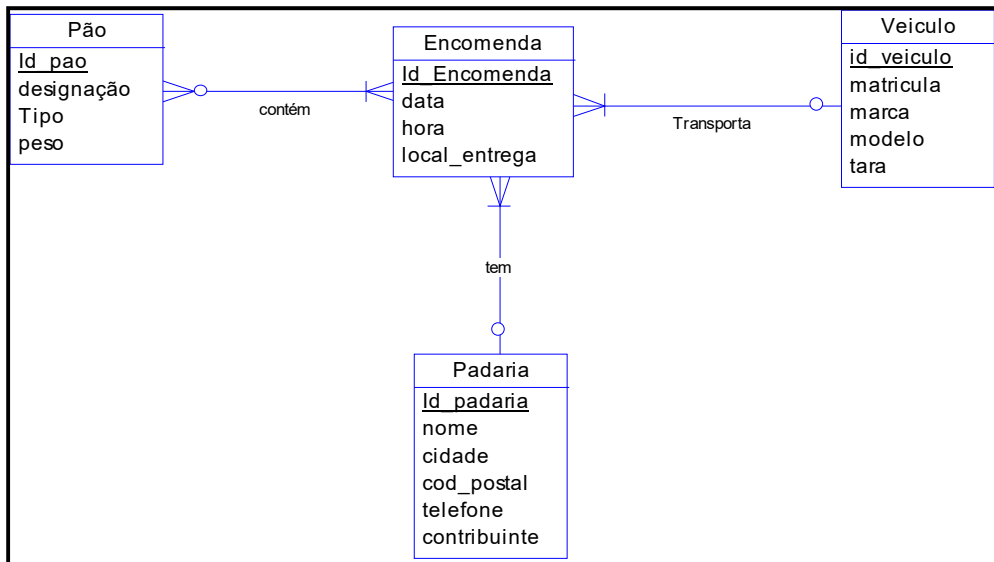 Pão
Id_pao
designação
Tipo
peso
contém
Encomenda
Id_Encomenda
data
hora
local_entrega
Transporta
Veiculo
id_veiculo
matricula
marca
modelo
tara
tem
Padaria
Id_padaria
nome
cidade
cod_postal
telefone
contribuinte